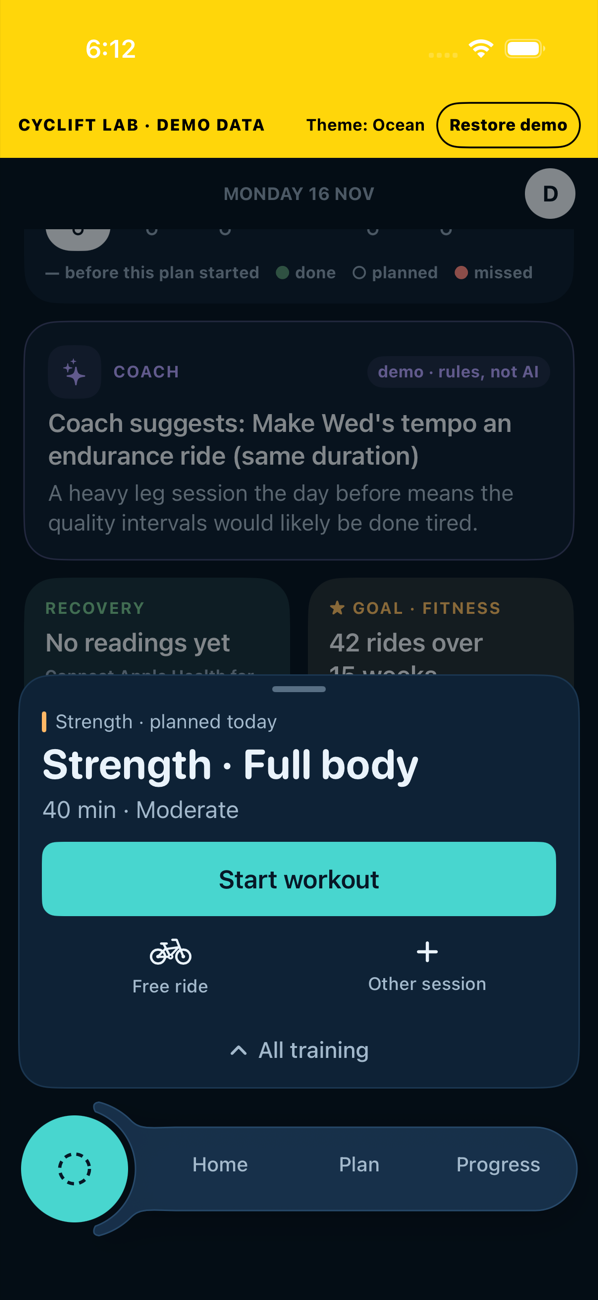 6:12
CYCLIFT LAB · DEMO DATA
Theme: Ocean
Restore demo
MONDAY 16 NOV
D
— before this plan started
done
planned
missed
COACH
demo · rules, not AI
Coach suggests: Make Wed's tempo an
endurance ride (same duration)
A heavy leg session the day before means the
quality intervals would likely be done tired.
RECOVERY
No readings yet
GOAL · FITNESS
42 rides over
15 weeks
Strength · planned today
Strength · Full body
40 min · Moderate
Start workout
Free ride
Other session
All training
Home
Plan
Progress